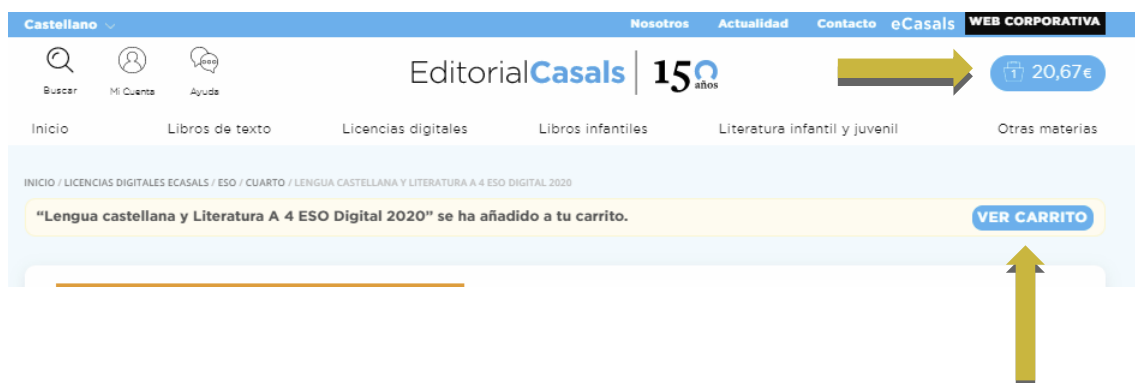 Castellano
Nosotros Actualidad Contacto eCasals WEB CORPORATIVA
Buscar Mi Cuenta Ayuda
EditorialCasals 150 años
1 20,67€
Inicio Libros de texto Licencias digitales Libros infantiles Literatura infantil y juvenil Otras materias
INICIO / LICENCIAS DIGITALES ECASALS / ESO / CUARTO / LENGUA CASTELLANA Y LITERATURA A 4 ESO DIGITAL 2020
“Lengua castellana y Literatura A 4 ESO Digital 2020” se ha añadido a tu carrito.
VER CARRITO